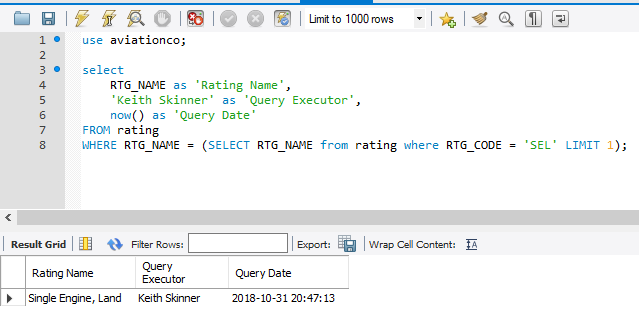 Limit to 1000 rows
1 use aviationco;
2
3 select
4 RTG_NAME as 'Rating Name',
5 'Keith Skinner' as 'Query Executor',
6 now() as 'Query Date'
7 FROM rating
8 WHERE RTG_NAME = (SELECT RTG_NAME from rating where RTG_CODE = 'SEL' LIMIT 1);
Result Grid Filter Rows: Export: Wrap Cell Content: IA
Rating Name Query Executor Query Date
Single Engine, Land Keith Skinner 2018-10-31 20:47:13